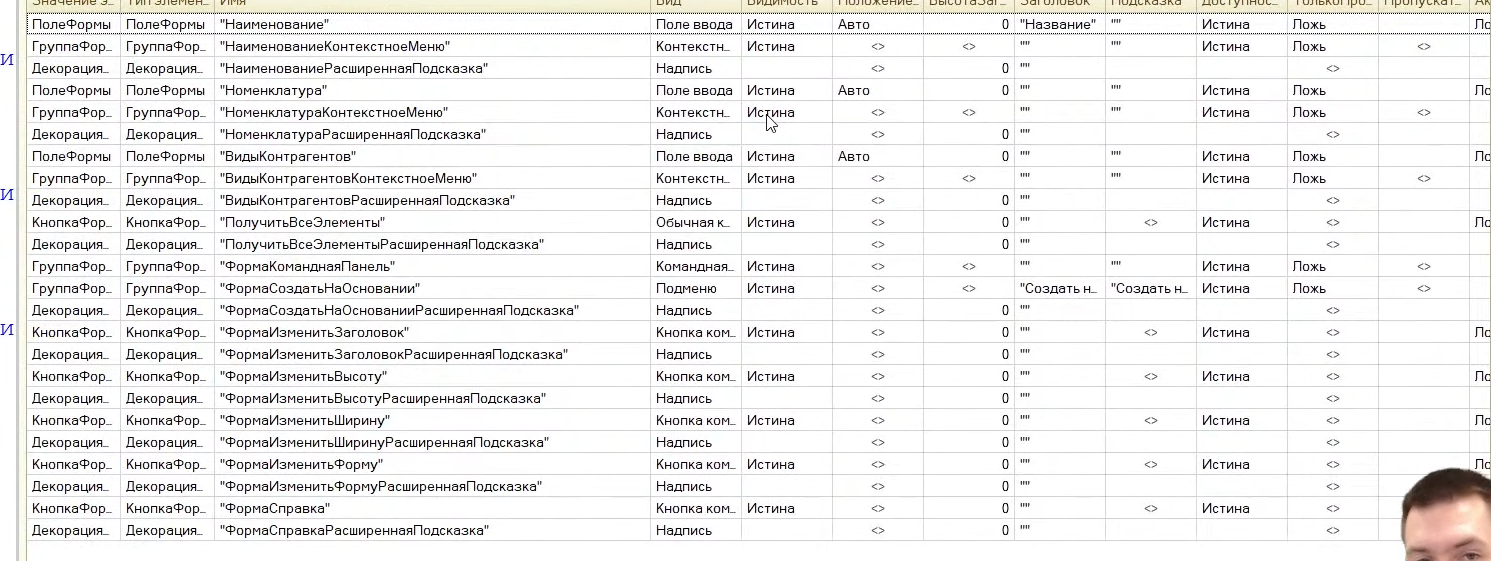 Значение э... Тип элемен... Имя Вид Видимость Положение... ВысотаЗаг... Заголовок Подсказка Доступнос... ТолькоПро... Пропускат... Ак
ПолеФормы ПолеФормы "Наименование" Поле ввода Истина Авто 0 "Название" "" Истина Ложь Ло
ГруппаФор... ГруппаФор... "НаименованиеКонтекстноеМеню" Контекстн... Истина <> <> "" "" Истина Ложь <>
И
Декорация... Декорация... "НаименованиеРасширеннаяПодсказка" Надпись <> 0 "" <>
ПолеФормы ПолеФормы "Номенклатура" Поле ввода Истина Авто 0 "" "" Истина Ложь Ло
ГруппаФор... ГруппаФор... "НоменклатураКонтекстноеМеню" Контекстн... Истина <> <> "" "" Истина Ложь <>
Декорация... Декорация... "НоменклатураРасширеннаяПодсказка" Надпись <> 0 "" <>
ПолеФормы ПолеФормы "ВидыКонтрагентов" Поле ввода Истина Авто 0 "" "" Истина Ложь Ло
ГруппаФор... ГруппаФор... "ВидыКонтрагентовКонтекстноеМеню" Контекстн... Истина <> <> "" "" Истина Ложь <>
И
Декорация... Декорация... "ВидыКонтрагентовРасширеннаяПодсказка" Надпись <> 0 "" <>
КнопкаФор... КнопкаФор... "ПолучитьВсеЭлементы" Обычная к... Истина <> 0 "" <> Истина <> Ло
Декорация... Декорация... "ПолучитьВсеЭлементыРасширеннаяПодсказка" Надпись <> 0 "" <>
ГруппаФор... ГруппаФор... "ФормаКоманднаяПанель" Командная... Истина <> <> "" "" Истина Ложь <>
ГруппаФор... ГруппаФор... "ФормаСоздатьНаОсновании" Подменю Истина <> <> "Создать н... "Создать н... Истина Ложь <>
Декорация... Декорация... "ФормаСоздатьНаОснованииРасширеннаяПодсказка" Надпись <> 0 "" <>
И
КнопкаФор... КнопкаФор... "ФормаИзменитьЗаголовок" Кнопка ком... Истина <> 0 "" <> Истина <> Ло
Декорация... Декорация... "ФормаИзменитьЗаголовокРасширеннаяПодсказка" Надпись <> 0 "" <>
КнопкаФор... КнопкаФор... "ФормаИзменитьВысоту" Кнопка ком... Истина <> 0 "" <> Истина <> Ло
Декорация... Декорация... "ФормаИзменитьВысотуРасширеннаяПодсказка" Надпись <> 0 "" <>
КнопкаФор... КнопкаФор... "ФормаИзменитьШирину" Кнопка ком... Истина <> 0 "" <> Истина <> Ло
Декорация... Декорация... "ФормаИзменитьШиринуРасширеннаяПодсказка" Надпись <> 0 "" <>
КнопкаФор... КнопкаФор... "ФормаИзменитьФорму" Кнопка ком... Истина <> 0 "" <> Истина <> Ло
Декорация... Декорация... "ФормаИзменитьФормуРасширеннаяПодсказка" Надпись <> 0 "" <>
КнопкаФор... КнопкаФор... "ФормаСправка" Кнопка ком... Истина <> 0 "" <> Истина <>
Декорация... Декорация... "ФормаСправкаРасширеннаяПодсказка" Надпись <> 0 "" <>